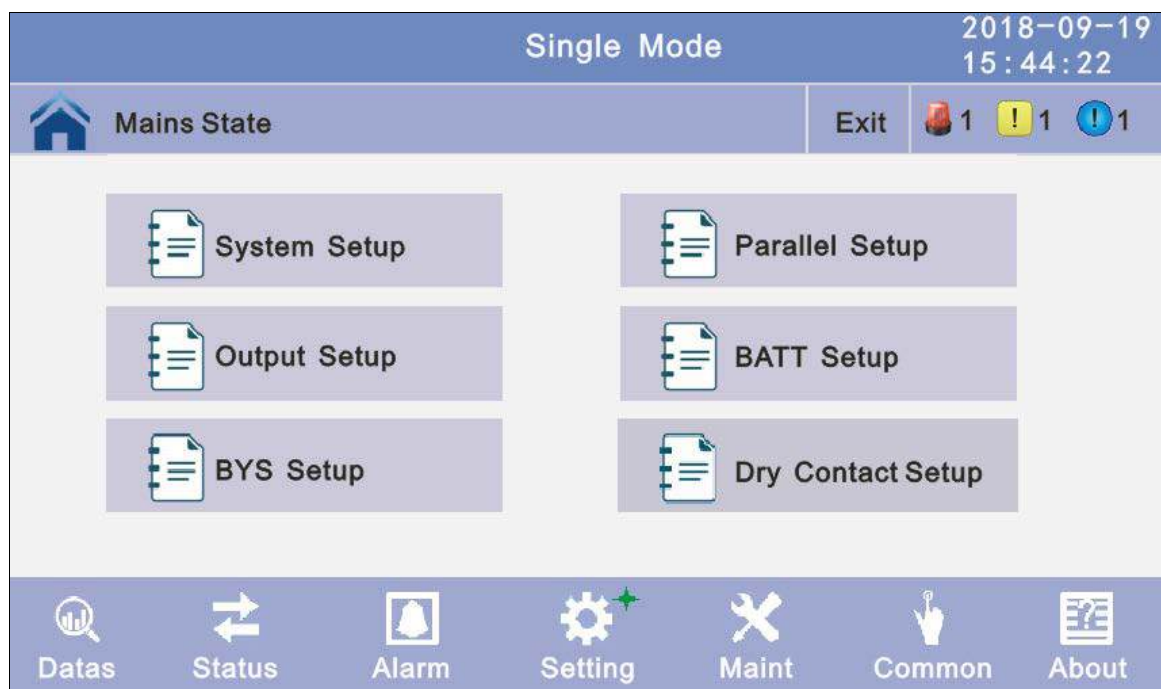 Single Mode
2018-09-19
15:44:22
Mains State
Exit
1
! 1
! 1
System Setup
Parallel Setup
Output Setup
BATT Setup
BYS Setup
Dry Contact Setup
?
Datas
Status
Alarm
Setting
Maint
Common
About